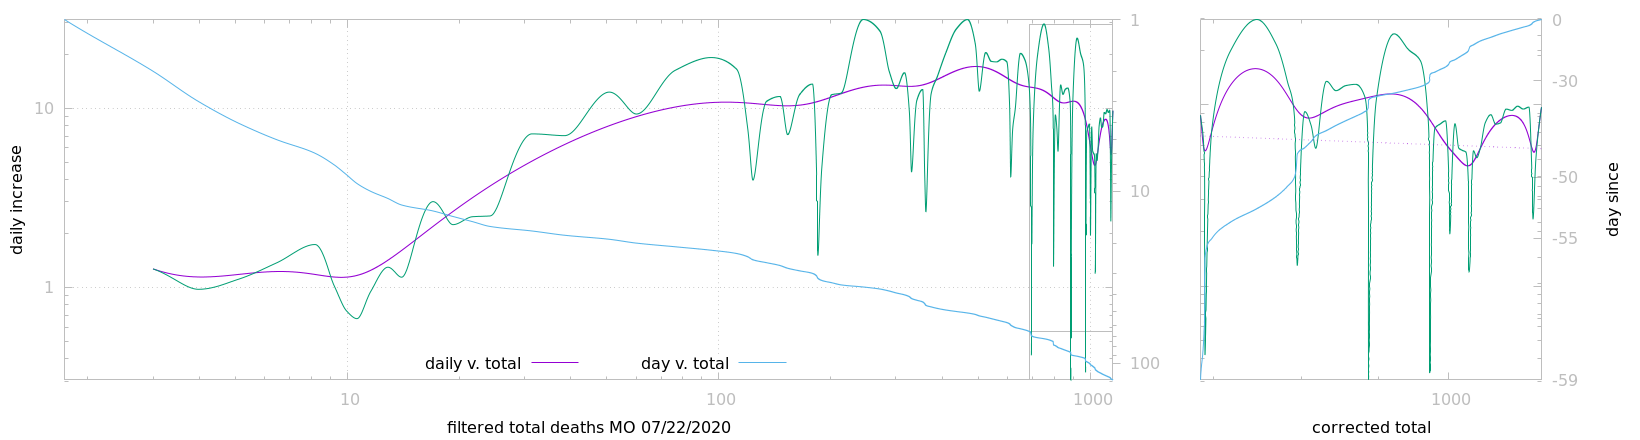 daily increase
10
1
daily v. total
day v. total
10
100
1000
filtered total deaths MO 07/22/2020
1
10
100
1000
corrected total
0
-30
-50
-55
-59
day since